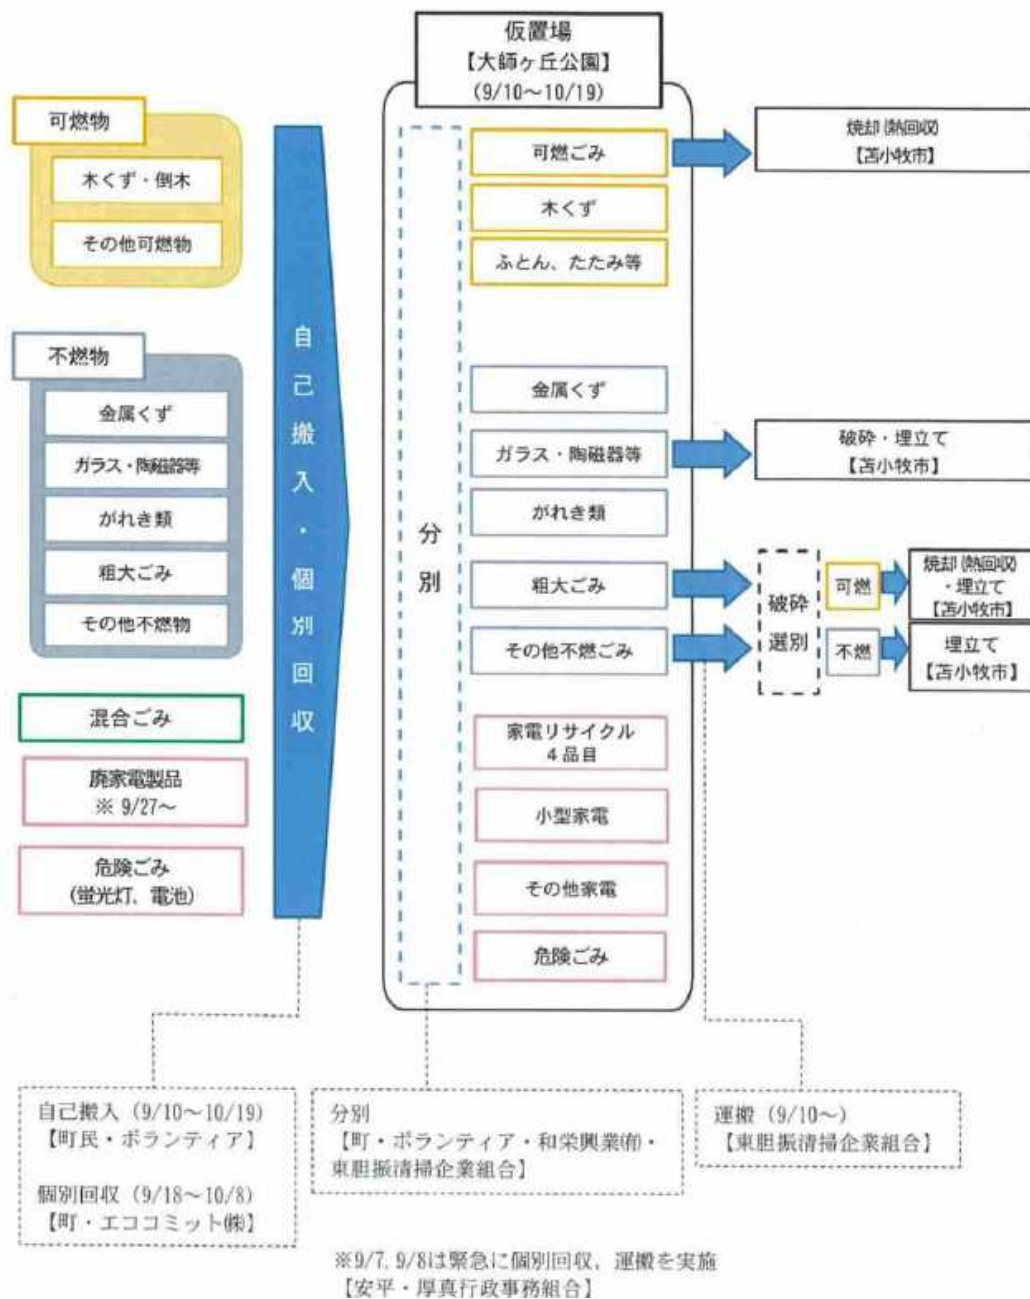 仮置場
【大師ヶ丘公園】
(9/10～10/19)
可燃物
木くず・倒木
その他可燃物
不燃物
金属くず
ガラス・陶磁器等
がれき類
粗大ごみ
その他不燃物
混合ごみ
廃家電製品
※ 9/27～
危険ごみ
(蛍光灯、電池)
自己搬入・個別回収
分別
可燃ごみ
木くず
ふとん、たたみ等
金属くず
ガラス・陶磁器等
がれき類
粗大ごみ
その他不燃ごみ
家電リサイクル
4品目
小型家電
その他家電
危険ごみ
焼却(熱回収)
【苫小牧市】
破砕・埋立て
【苫小牧市】
破砕
選別
可燃
焼却(熱回収)
・埋立て
【苫小牧市】
不燃
埋立て
【苫小牧市】
自己搬入(9/10～10/19)
【町民・ボランティア】
個別回収(9/18～10/8)
【町・エココミット㈱】
分別
【町・ボランティア・和栄興業㈲・
東胆振清掃企業組合】
運搬(9/10～)
【東胆振清掃企業組合】
※9/7, 9/8は緊急に個別回収、運搬を実施
【安平・厚真行政事務組合】